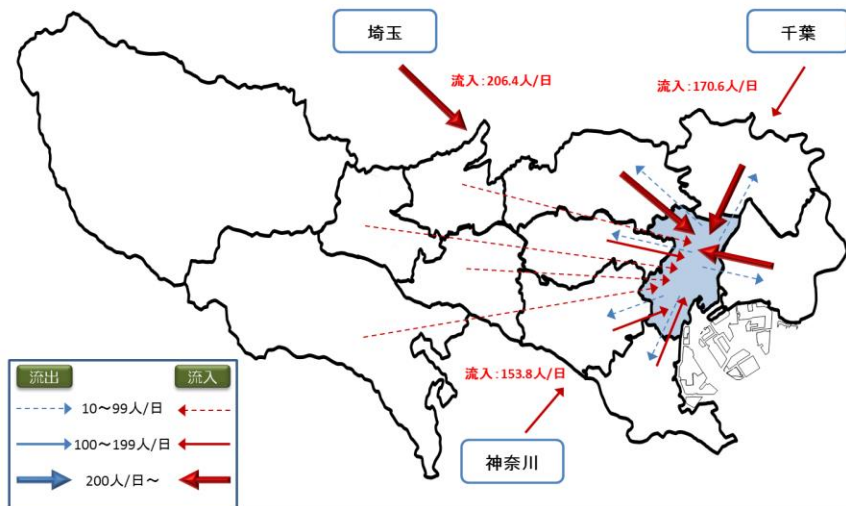 埼玉
千葉
流入：206.4人/日
流入：170.6人/日
流入：153.8人/日
神奈川
流出
流入
10～99人/日
100～199人/日
200人/日～